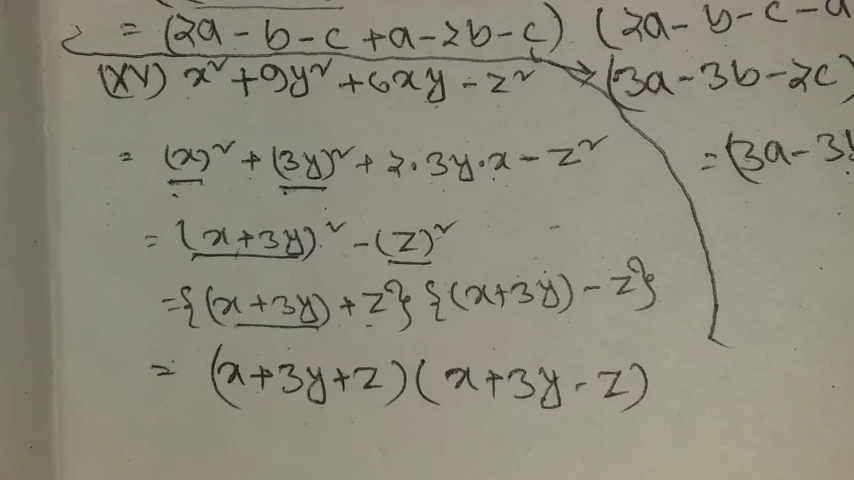 = (2a - b - c + a - 2b - c) (2a - b - c - a
(XV) x² + 9y² + 6xy - z² (3a - 3b - 2c)
= (x)² + (3y)² + 2·3y·x - z² = (3a - 3b
= (x + 3y)² - (z)²
= {(x + 3y) + z} {(x + 3y) - z}
= (x + 3y + z) (x + 3y - z)